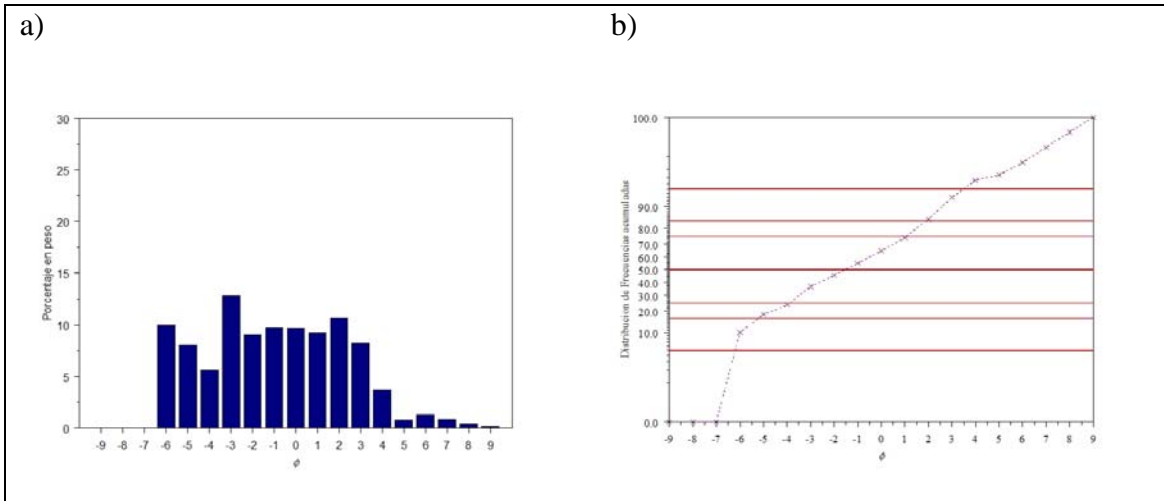 a)
b)
30
25
20
15
10
5
0
Porcentaje en peso
-9 -8 -7 -6 -5 -4 -3 -2 -1 0 1 2 3 4 5 6 7 8 9
ø
100.0
90.0
80.0
70.0
60.0
50.0
40.0
30.0
20.0
10.0
0.0
Distribucion de Frecuencias acumuladas
-9 -8 -7 -6 -5 -4 -3 -2 -1 0 1 2 3 4 5 6 7 8 9
ø